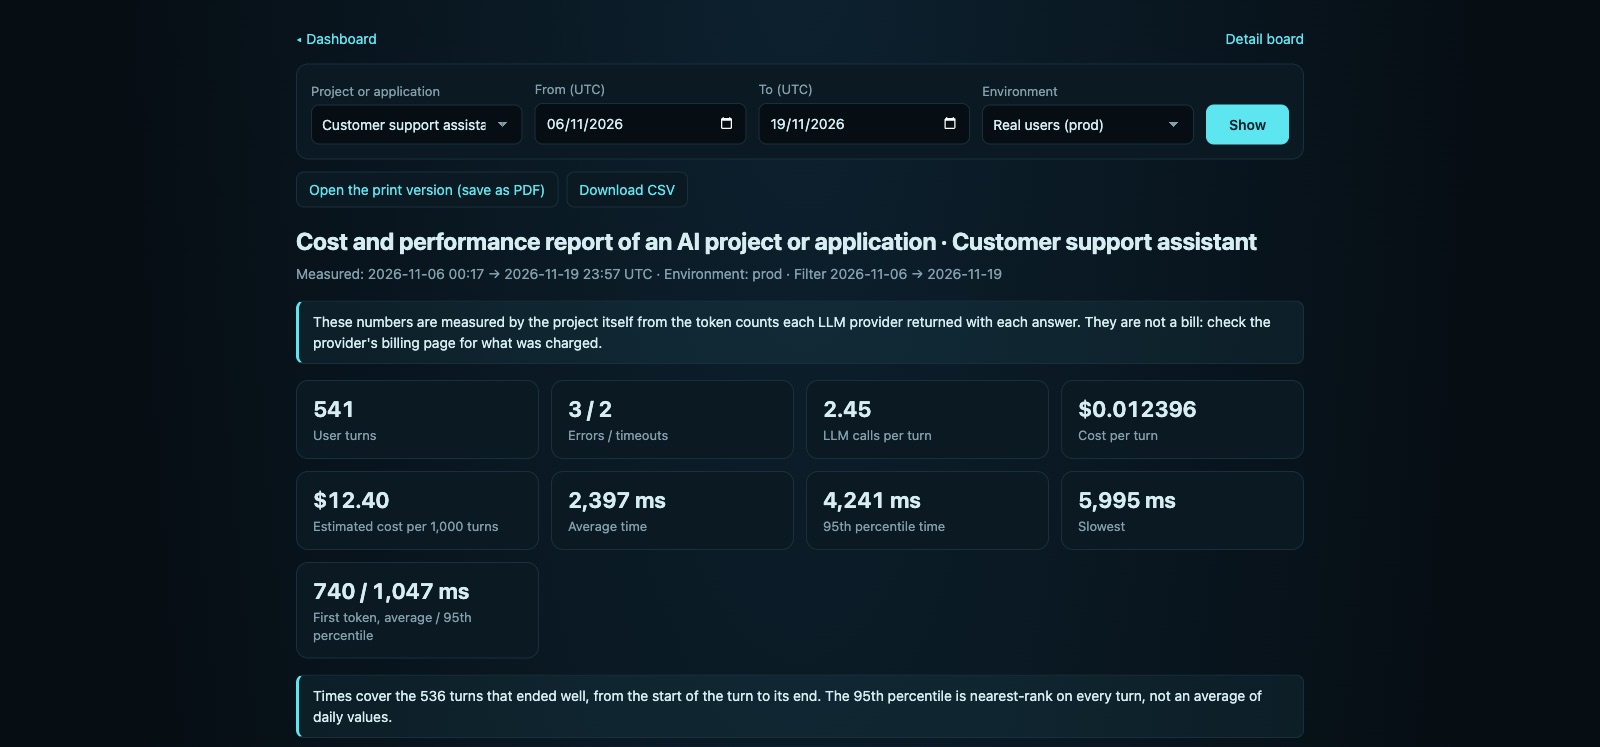 Dashboard
Detail board
Project or application
From (UTC)
To (UTC)
Environment
Customer support assista
06/11/2026
19/11/2026
Real users (prod)
Show
Open the print version (save as PDF)
Download CSV
Cost and performance report of an AI project or application · Customer support assistant
Measured: 2026-11-06 00:17 → 2026-11-19 23:57 UTC · Environment: prod · Filter 2026-11-06 → 2026-11-19
These numbers are measured by the project itself from the token counts each LLM provider returned with each answer. They are not a bill: check the
provider's billing page for what was charged.
541
User turns
3 / 2
Errors / timeouts
2.45
LLM calls per turn
$0.012396
Cost per turn
$12.40
Estimated cost per 1,000 turns
2,397 ms
Average time
4,241 ms
95th percentile time
5,995 ms
Slowest
740 / 1,047 ms
First token, average / 95th
percentile
Times cover the 536 turns that ended well, from the start of the turn to its end. The 95th percentile is nearest-rank on every turn, not an average of
daily values.